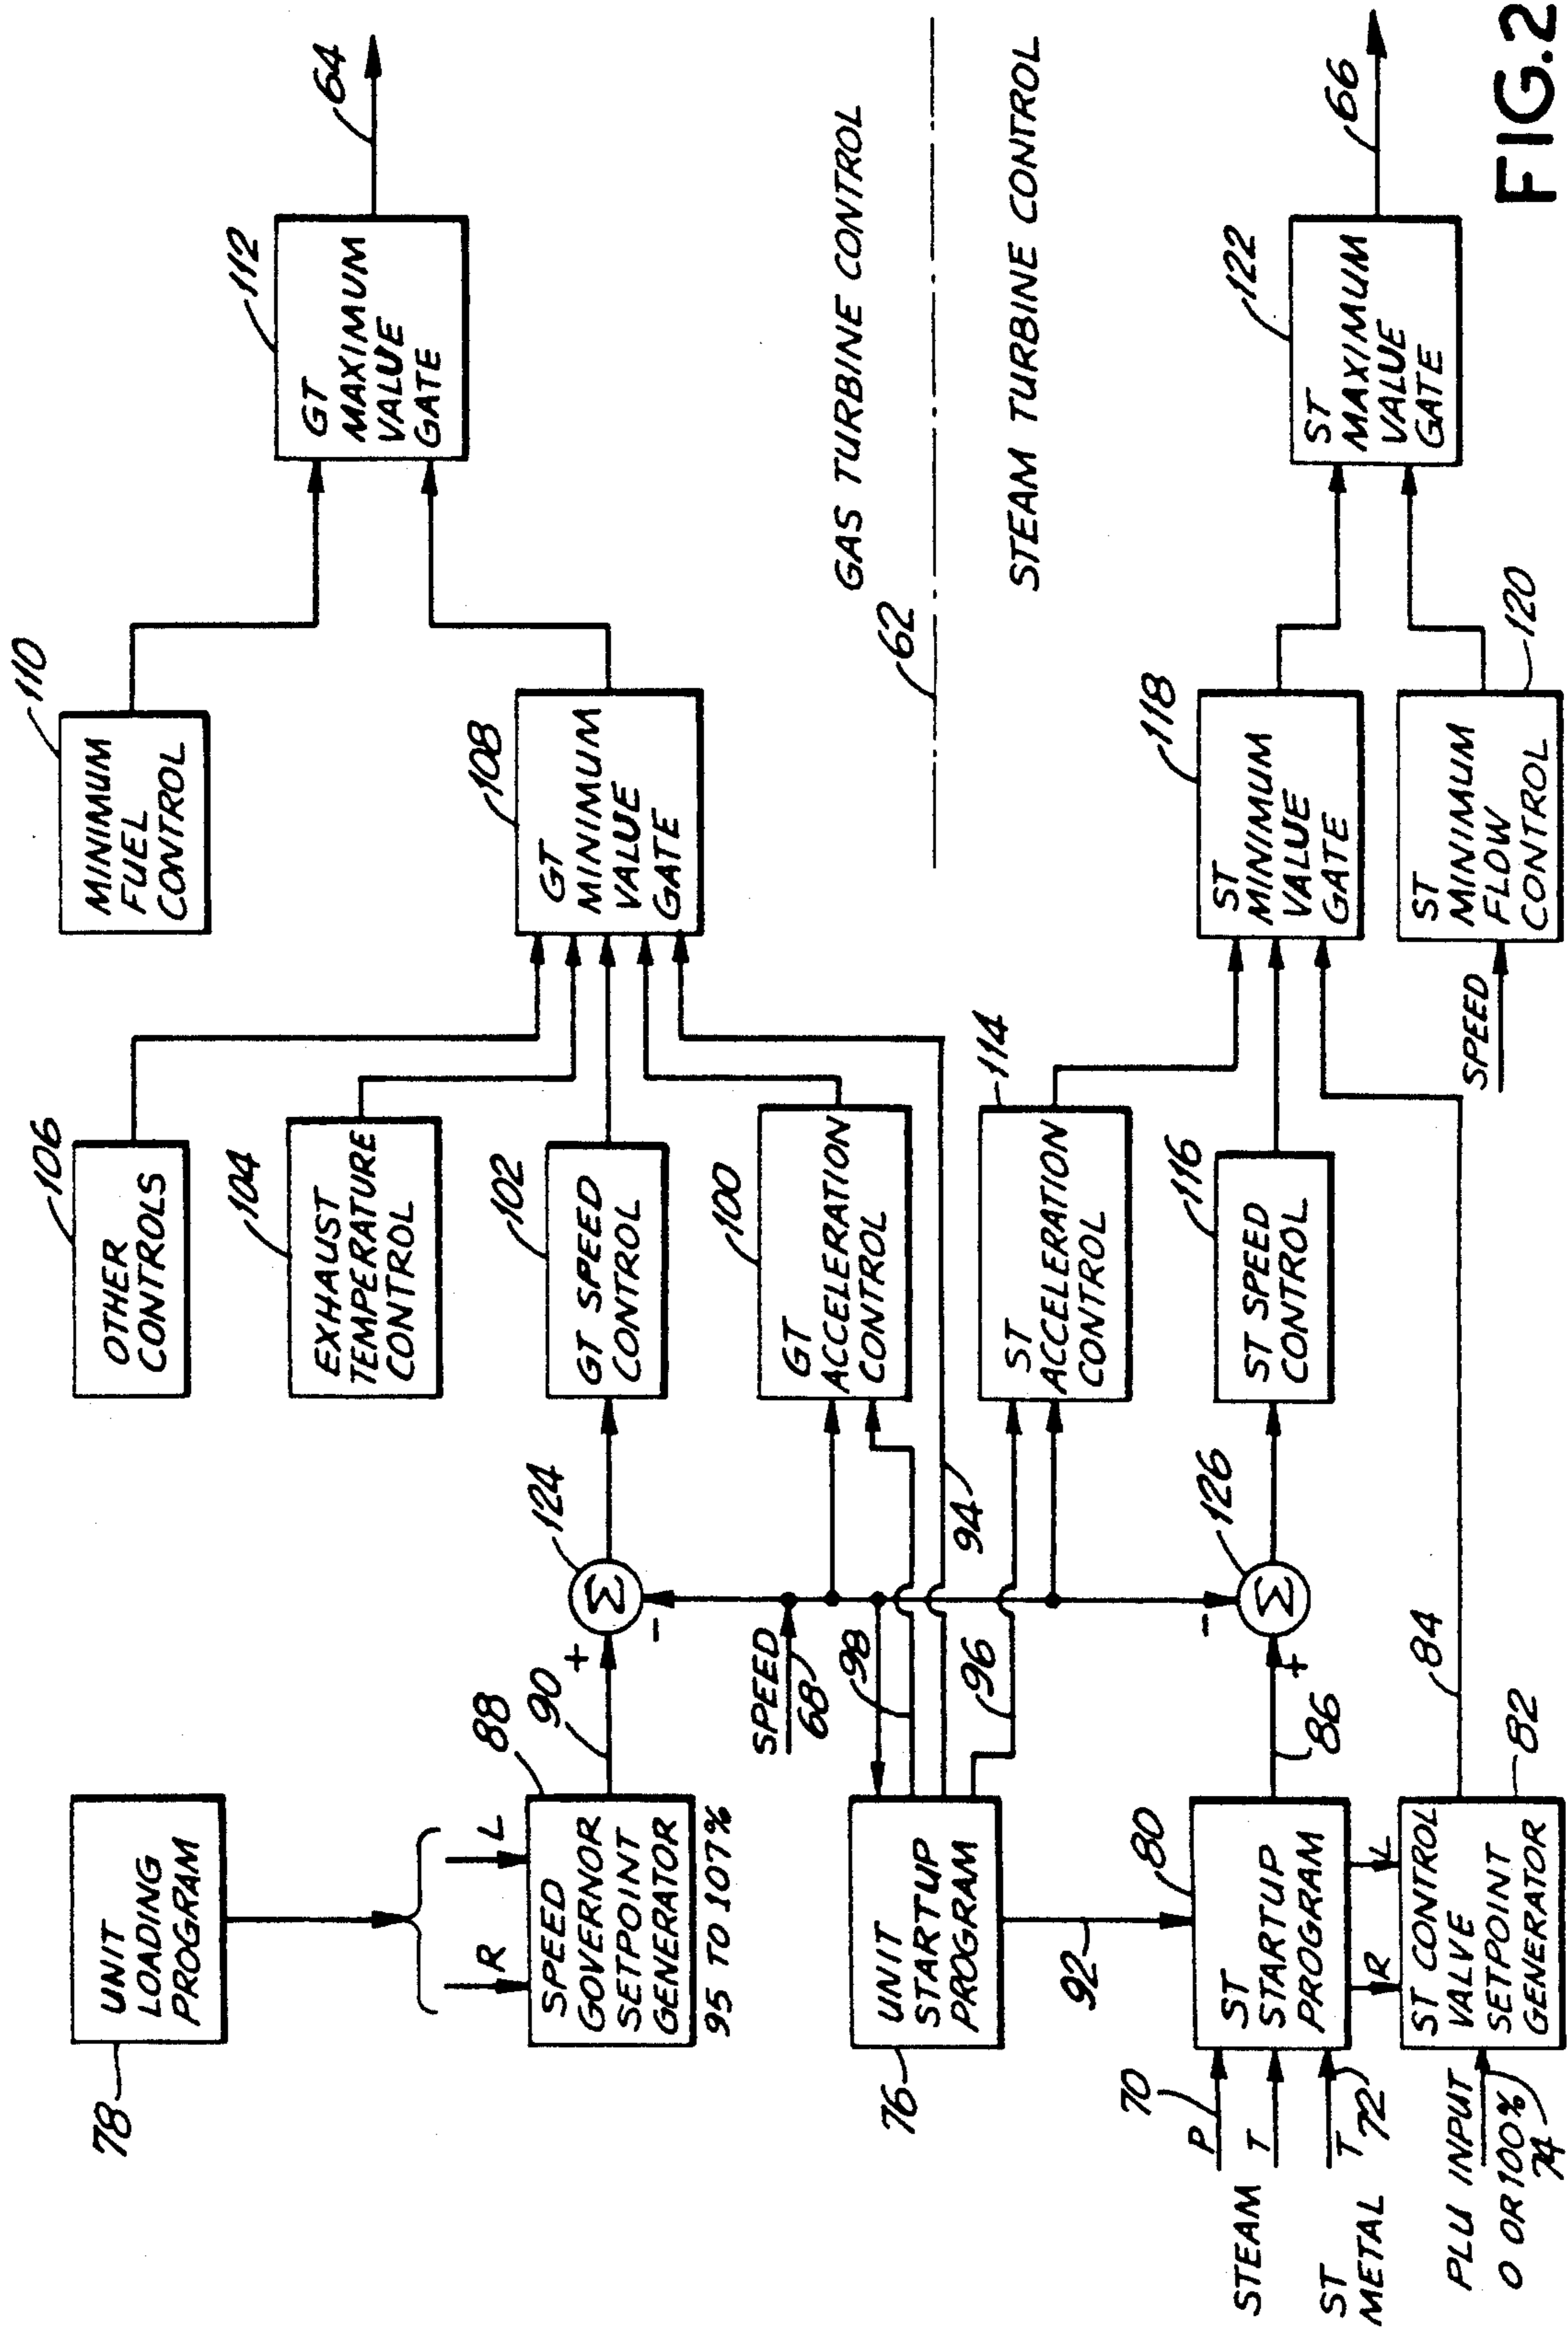 78
UNIT
LOADING
PROGRAM
R
L
88
SPEED
GOVERNOR
SETPOINT
GENERATOR
95 TO 107%
90
+
-
Σ
124
106
OTHER
CONTROLS
104
EXHAUST
TEMPERATURE
CONTROL
102
GT SPEED
CONTROL
100
GT
ACCELERATION
CONTROL
110
MINIMUM
FUEL
CONTROL
108
GT
MINIMUM
VALUE
GATE
112
GT
MAXIMUM
VALUE
GATE
64
GAS TURBINE CONTROL
62
STEAM TURBINE CONTROL
SPEED
68
98
94
96
76
UNIT
STARTUP
PROGRAM
92
80
ST
STARTUP
PROGRAM
70
P
STEAM T
ST
METAL T
72
R
L
PLU INPUT
0 OR 100%
74
ST CONTROL
VALVE
SETPOINT
GENERATOR
82
84
86
+
-
Σ
126
114
ST
ACCELERATION
CONTROL
116
ST SPEED
CONTROL
118
ST
MINIMUM
VALUE
GATE
SPEED
ST
MINIMUM
FLOW
CONTROL
120
122
ST
MAXIMUM
VALUE
GATE
66
FIG.2